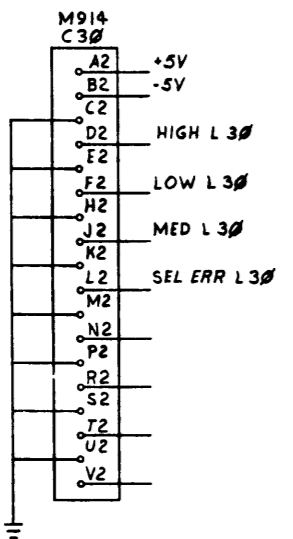 M914
C3Ø
A2 +5V
B2 -5V
C2
D2 HIGH L 3Ø
E2
F2 LOW L 3Ø
H2
J2 MED L 3Ø
K2
L2 SEL ERR L 3Ø
M2
N2
P2
R2
S2
T2
U2
V2